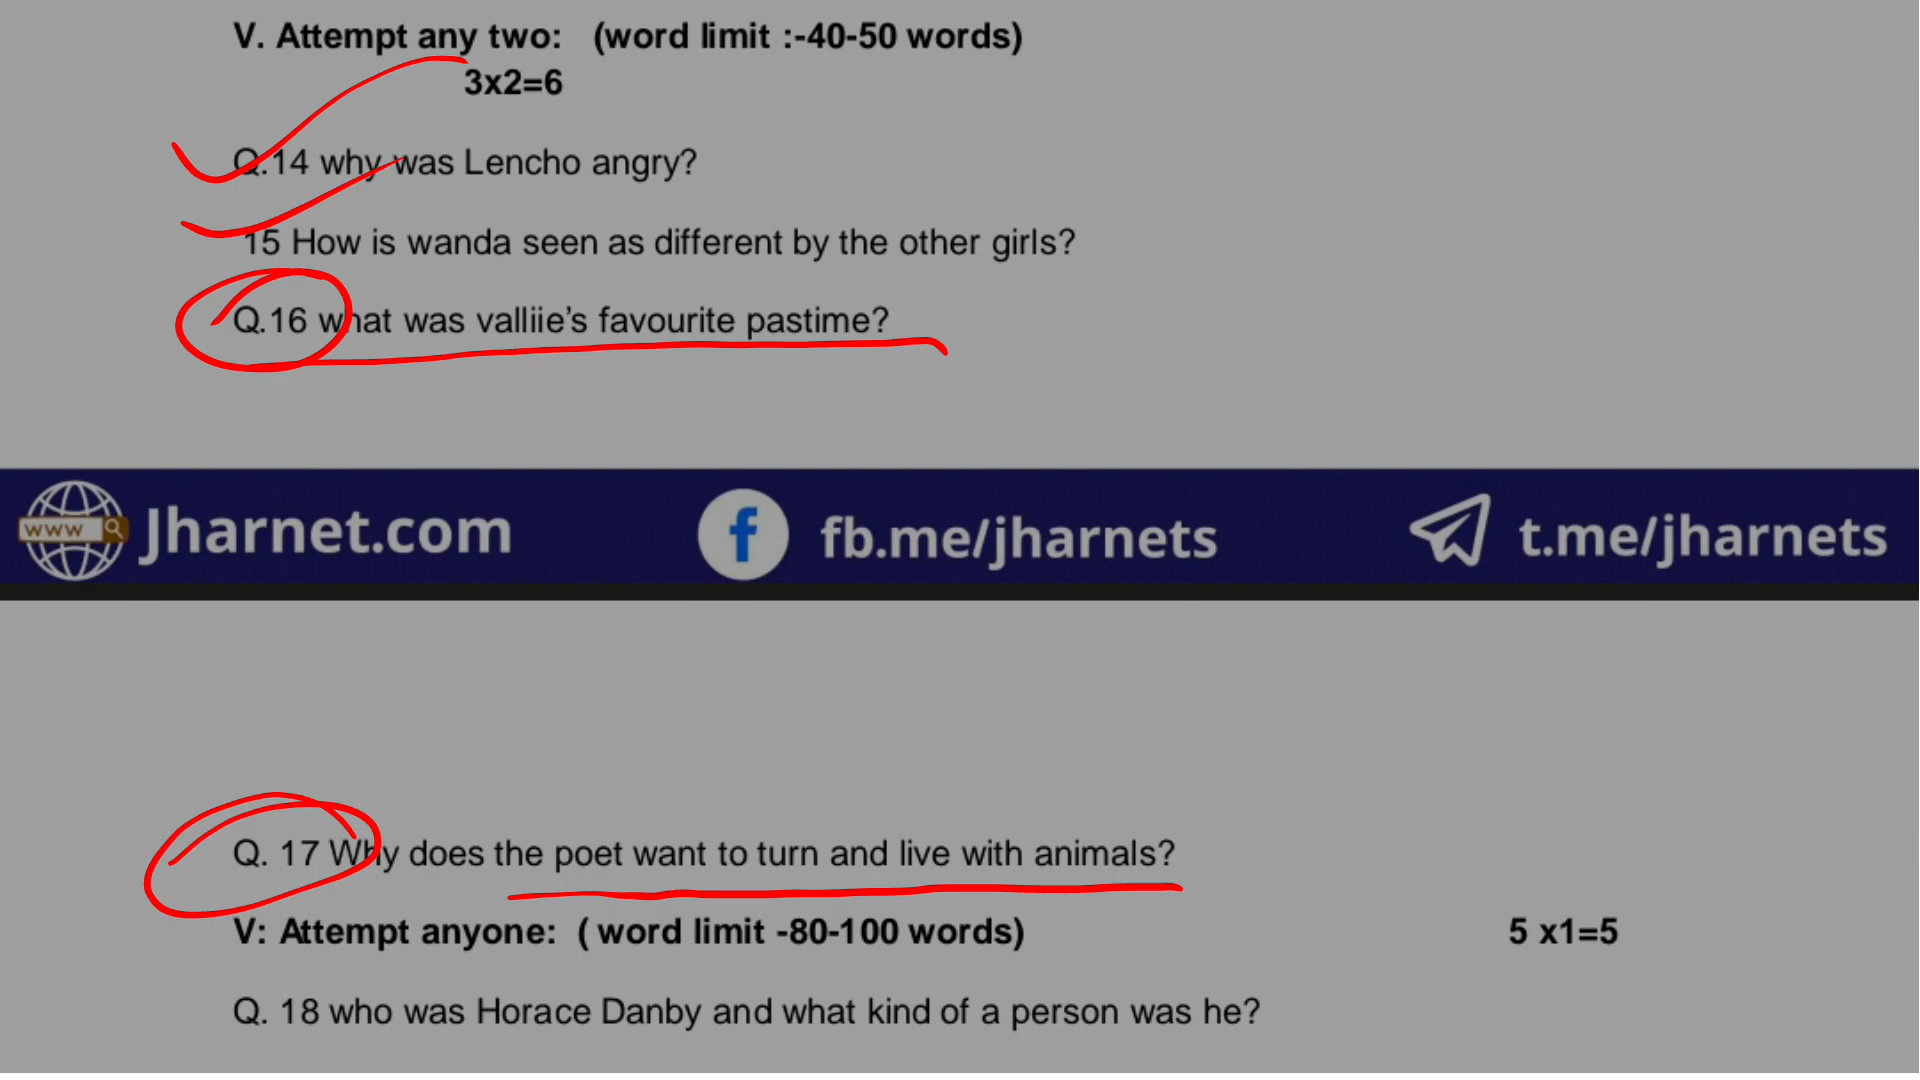 V. Attempt any two: (word limit :-40-50 words)
3x2=6
Q.14 why was Lencho angry?
15 How is wanda seen as different by the other girls?
Q.16 what was valliie’s favourite pastime?
www Jharnet.com fb.me/jharnets t.me/jharnets
Q. 17 Why does the poet want to turn and live with animals?
V: Attempt anyone: ( word limit -80-100 words) 5 x1=5
Q. 18 who was Horace Danby and what kind of a person was he?